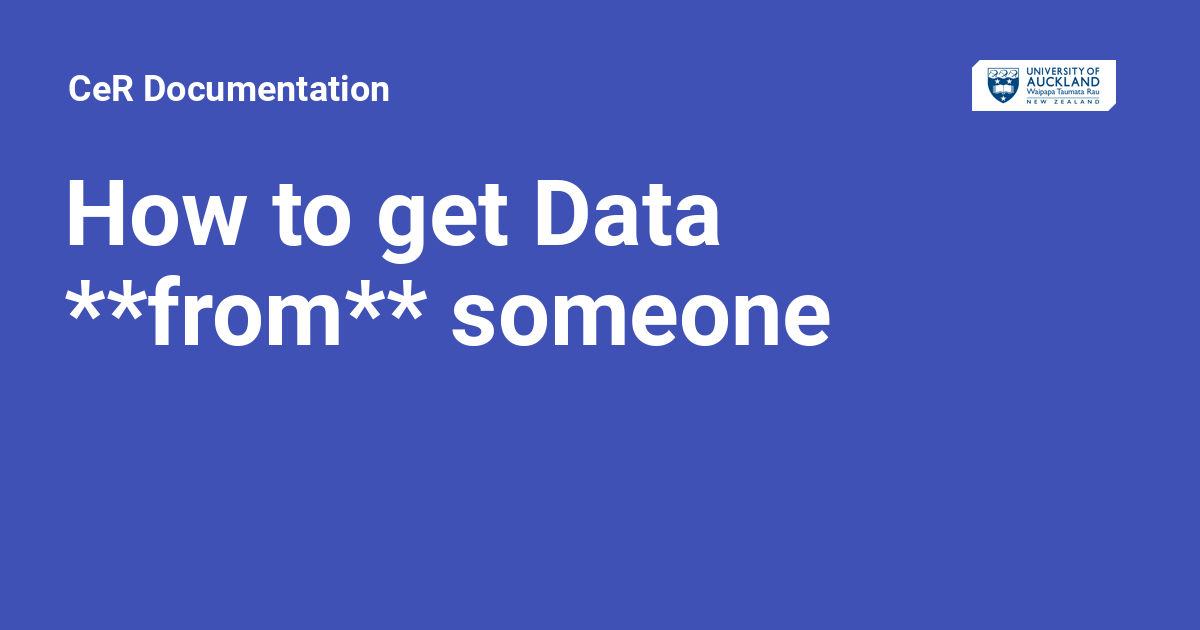 CeR Documentation
UNIVERSITY OF
AUCKLAND
Waipapa Taumata Rau
NEW ZEALAND
How to get Data
**from** someone